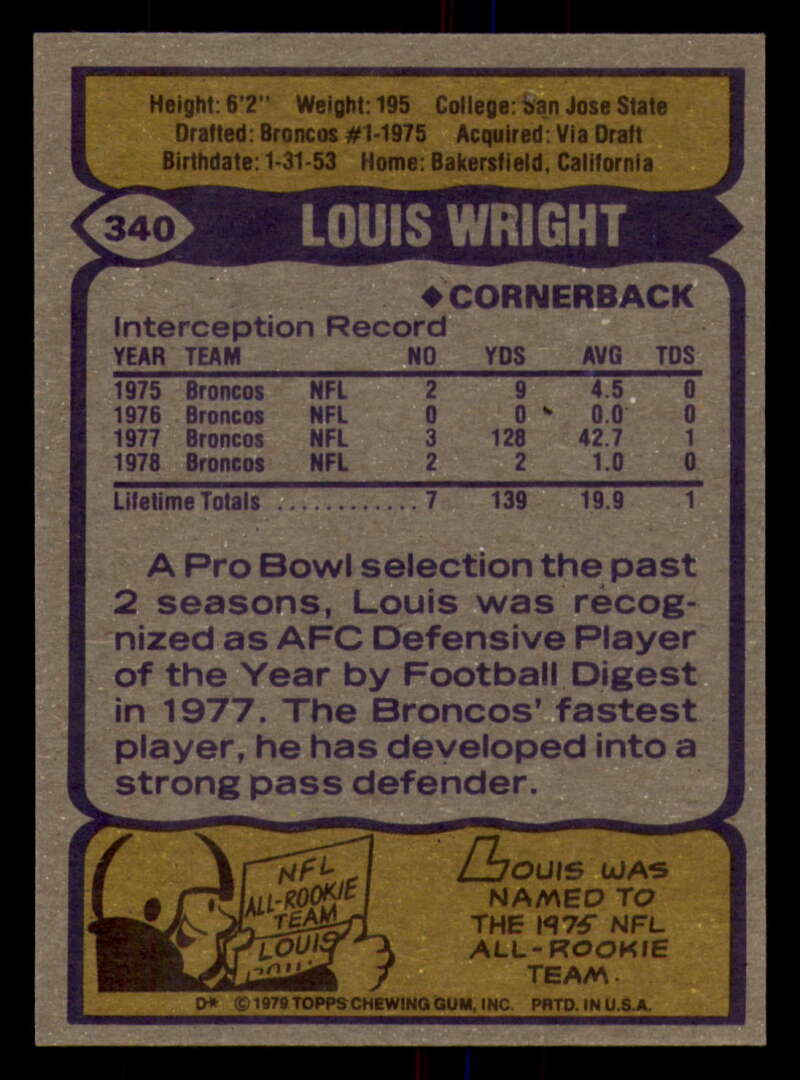 Height: 6'2" Weight: 195 College: San Jose State
Drafted: Broncos #1-1975 Acquired: Via Draft
Birthdate: 1-31-53 Home: Bakersfield, California
340 LOUIS WRIGHT
◆ CORNERBACK
Interception Record
YEAR TEAM NO YDS AVG TDS
1975 Broncos NFL 2 9 4.5 0
1976 Broncos NFL 0 0 0.0 0
1977 Broncos NFL 3 128 42.7 1
1978 Broncos NFL 2 2 1.0 0
Lifetime Totals ............ 7 139 19.9 1
A Pro Bowl selection the past
2 seasons, Louis was recog-
nized as AFC Defensive Player
of the Year by Football Digest
in 1977. The Broncos' fastest
player, he has developed into a
strong pass defender.
NFL
ALL-ROOKIE
TEAM
LOUIS
LOUIS WAS
NAMED TO
THE 1975 NFL
ALL-ROOKIE
TEAM.
D* © 1979 TOPPS CHEWING GUM, INC. PRTD. IN U.S.A.